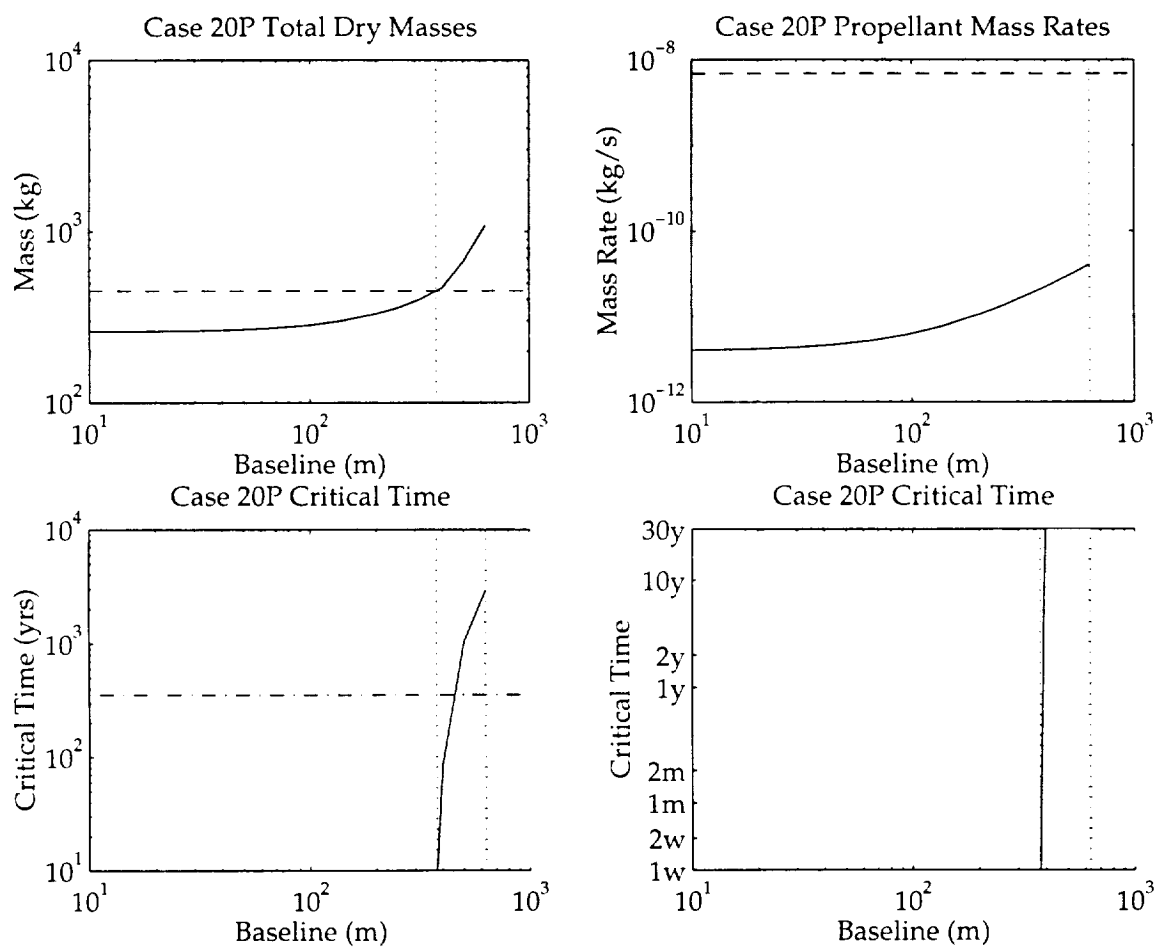 Case 20P Total Dry Masses
10^4
10^3
10^2
Mass (kg)
10^1 10^2 10^3
Baseline (m)
Case 20P Propellant Mass Rates
10^-8
10^-10
10^-12
Mass Rate (kg/s)
10^1 10^2 10^3
Baseline (m)
Case 20P Critical Time
10^4
10^3
10^2
10^1
Critical Time (yrs)
10^1 10^2 10^3
Baseline (m)
Case 20P Critical Time
30y
10y
2y
1y
2m
1m
2w
1w
Critical Time
10^1 10^2 10^3
Baseline (m)